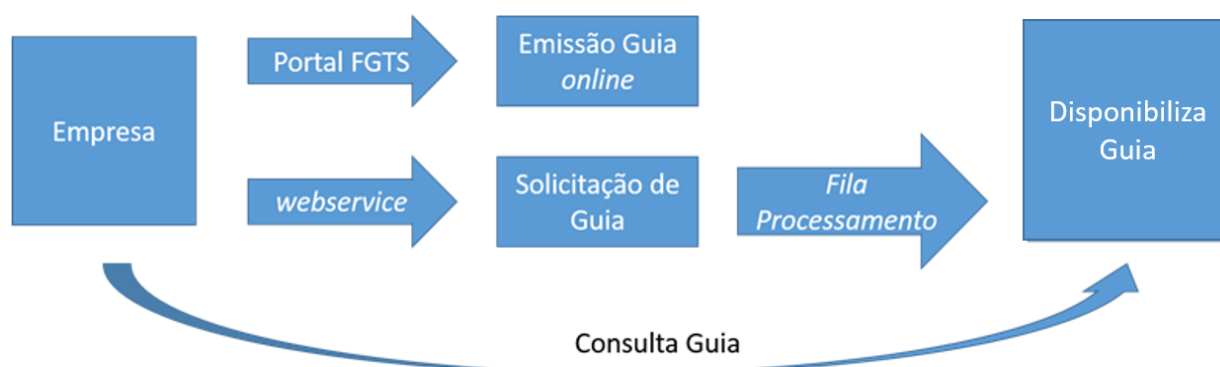 Empresa
Portal FGTS
Emissão Guia
online
webservice
Solicitação de
Guia
Fila
Processamento
Disponibiliza
Guia
Consulta Guia